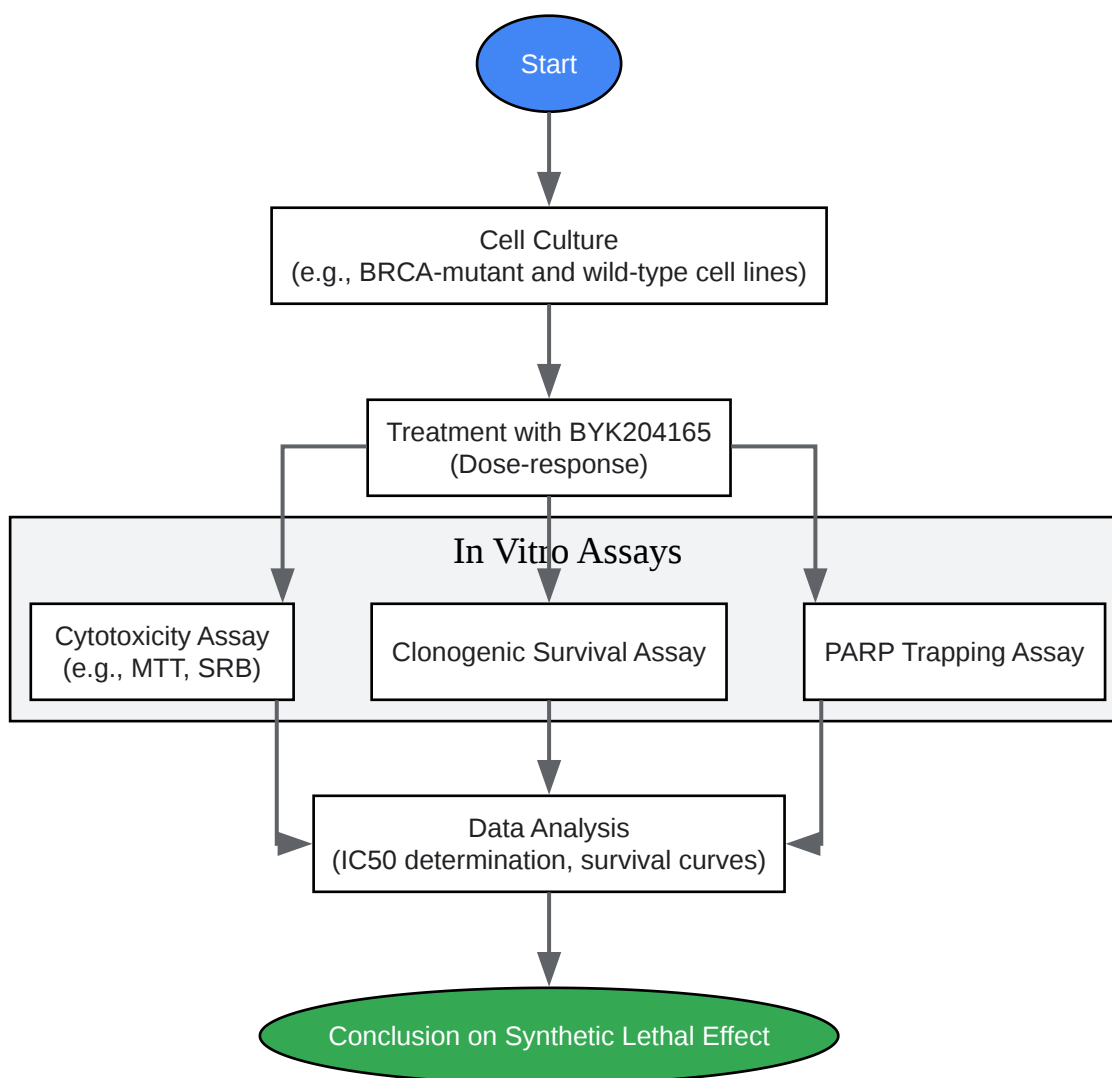 Start
Cell Culture
(e.g., BRCA-mutant and wild-type cell lines)
Treatment with BYK204165
(Dose-response)
In Vitro Assays
Cytotoxicity Assay
(e.g., MTT, SRB)
Clonogenic Survival Assay
PARP Trapping Assay
Data Analysis
(IC50 determination, survival curves)
Conclusion on Synthetic Lethal Effect